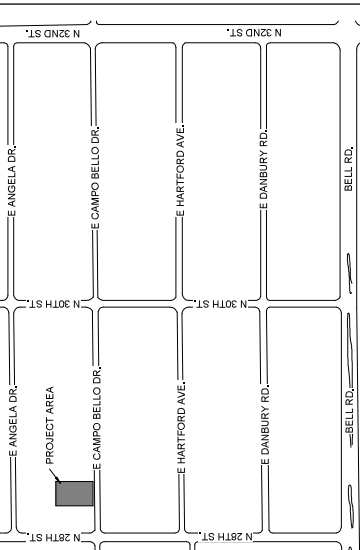 N 32ND ST.
N 32ND ST.
E ANGELA DR.
E CAMPO BELLO DR.
E HARTFORD AVE.
E DANBURY RD.
BELL RD.
N 30TH ST.
N 30TH ST.
E ANGELA DR.
PROJECT AREA
E CAMPO BELLO DR.
E HARTFORD AVE.
E DANBURY RD.
BELL RD.
N 28TH ST.
N 28TH ST.